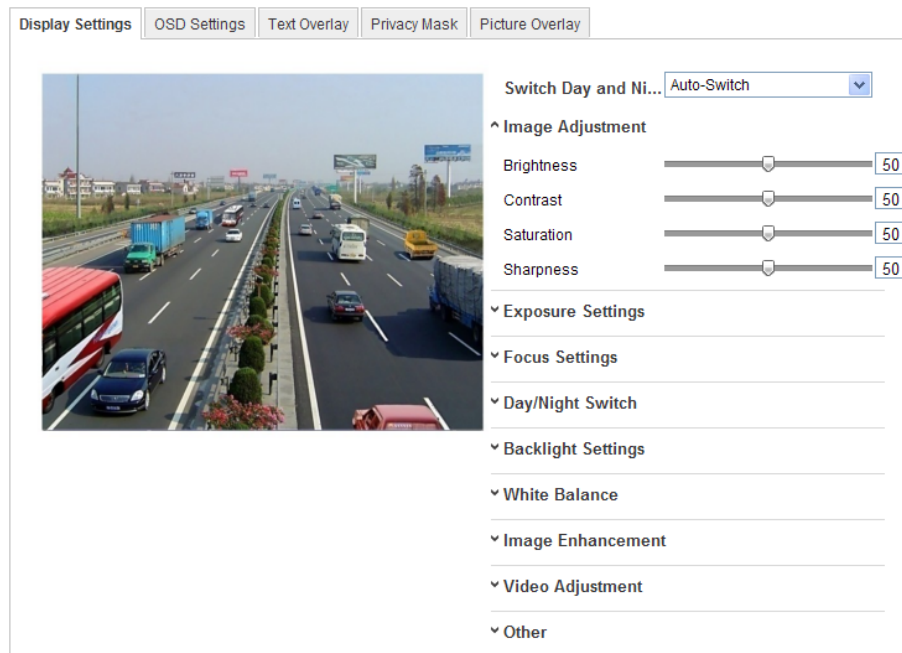 Display Settings
OSD Settings
Text Overlay
Privacy Mask
Picture Overlay
Switch Day and Ni... Auto-Switch
Image Adjustment
Brightness 50
Contrast 50
Saturation 50
Sharpness 50
Exposure Settings
Focus Settings
Day/Night Switch
Backlight Settings
White Balance
Image Enhancement
Video Adjustment
Other